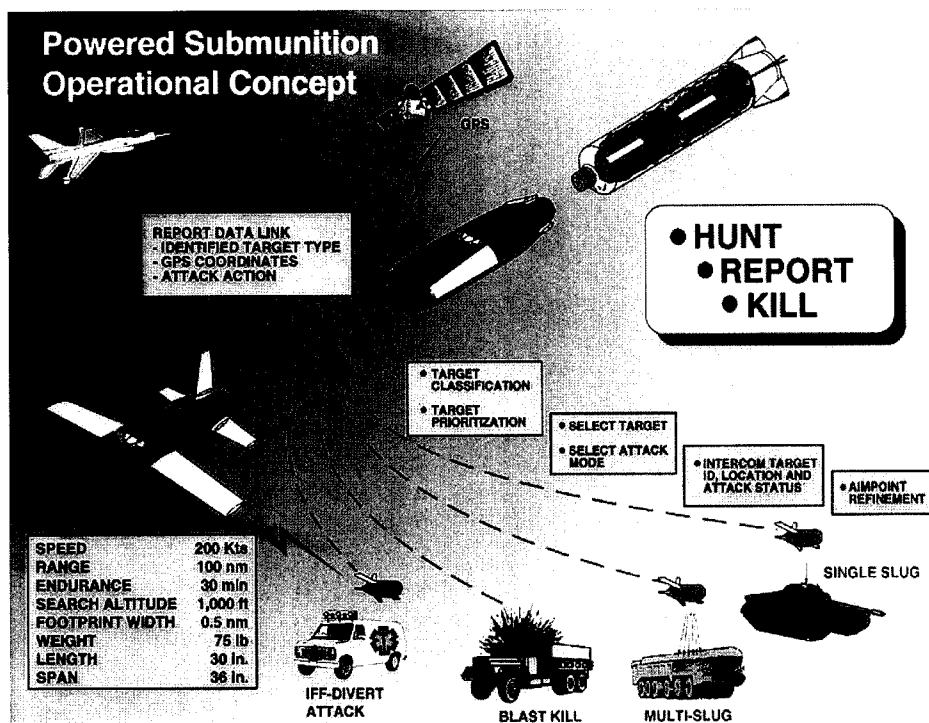 Powered Submunition
Operational Concept
GPS
REPORT DATA LINK
- IDENTIFIED TARGET TYPE
- GPS COORDINATES
- ATTACK ACTION
• HUNT
• REPORT
• KILL
• TARGET
CLASSIFICATION
• TARGET
PRIORITIZATION
• SELECT TARGET
• SELECT ATTACK
MODE
• INTERCOM TARGET
ID, LOCATION AND
ATTACK STATUS
• AIMPOINT
REFINEMENT
SPEED 200 Kts
RANGE 100 nm
ENDURANCE 30 min
SEARCH ALTITUDE 1,000 ft
FOOTPRINT WIDTH 0.5 nm
WEIGHT 75 lb
LENGTH 30 in.
SPAN 36 in.
SINGLE SLUG
IFF-DIVERT
ATTACK
BLAST KILL
MULTI-SLUG